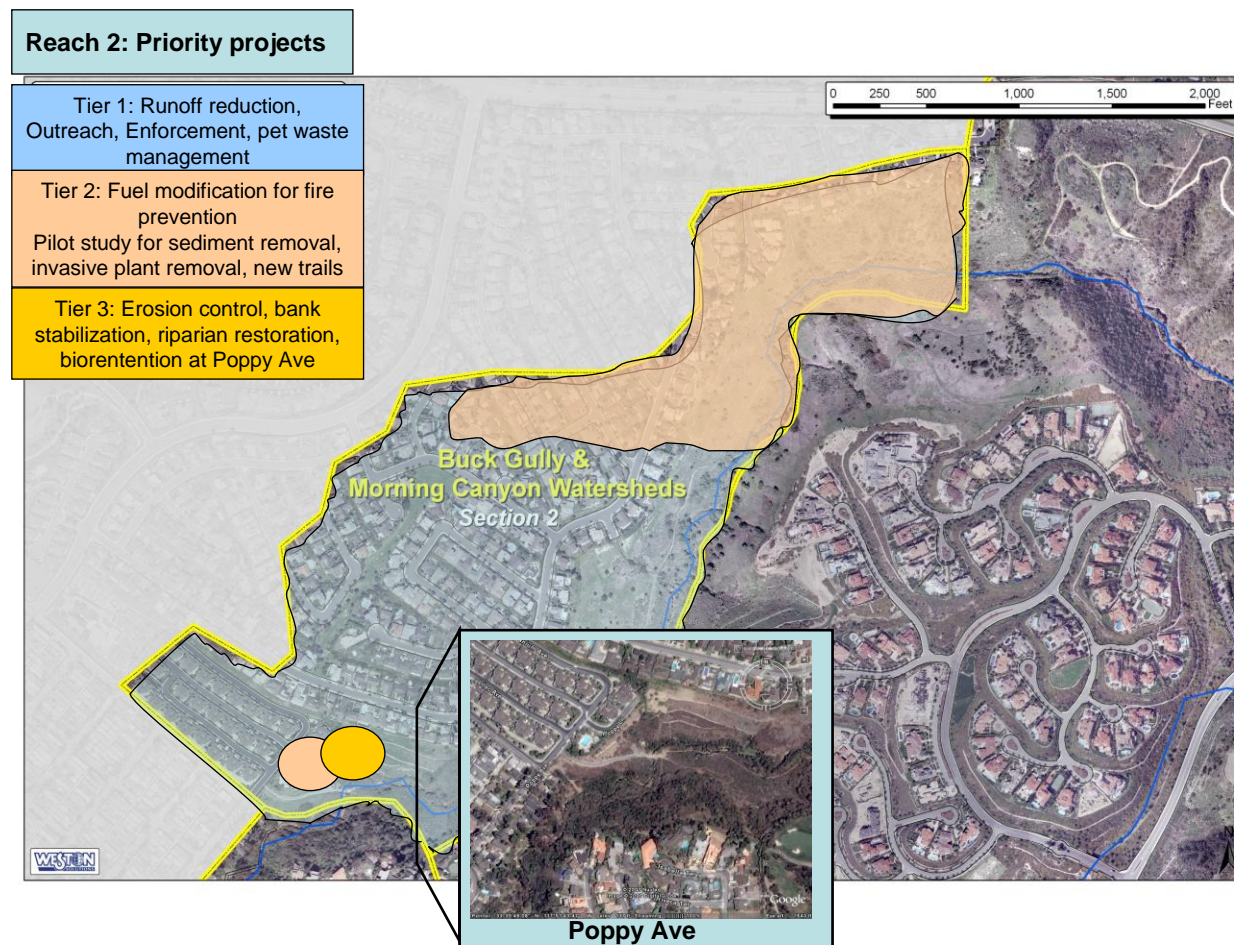 Reach 2: Priority projects
Tier 1: Runoff reduction,
Outreach, Enforcement, pet waste
management
Tier 2: Fuel modification for fire
prevention
Pilot study for sediment removal,
invasive plant removal, new trails
Tier 3: Erosion control, bank
stabilization, riparian restoration,
biorentention at Poppy Ave
0 250 500 1,000 1,500 2,000
Feet
Buck Gully &
Morning Canyon Watersheds
Section 2
N
WESTON
SOLUTIONS
Google
Poppy Ave